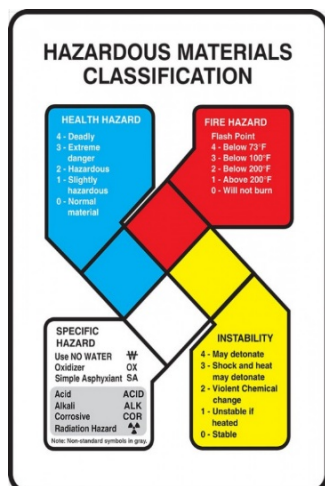 HAZARDOUS MATERIALS
CLASSIFICATION
HEALTH HAZARD
4 - Deadly
3 - Extreme
danger
2 - Hazardous
1 - Slightly
hazardous
0 - Normal
material
FIRE HAZARD
Flash Point
4 - Below 73°F
3 - Below 100°F
2 - Below 200°F
1 - Above 200°F
0 - Will not burn
SPECIFIC
HAZARD
Use NO WATER W
Oxidizer OX
Simple Asphyxiant SA
Acid ACID
Alkali ALK
Corrosive COR
Radiation Hazard
Note: Non-standard symbols in gray.
INSTABILITY
4 - May detonate
3 - Shock and heat
may detonate
2 - Violent Chemical
change
1 - Unstable if
heated
0 - Stable